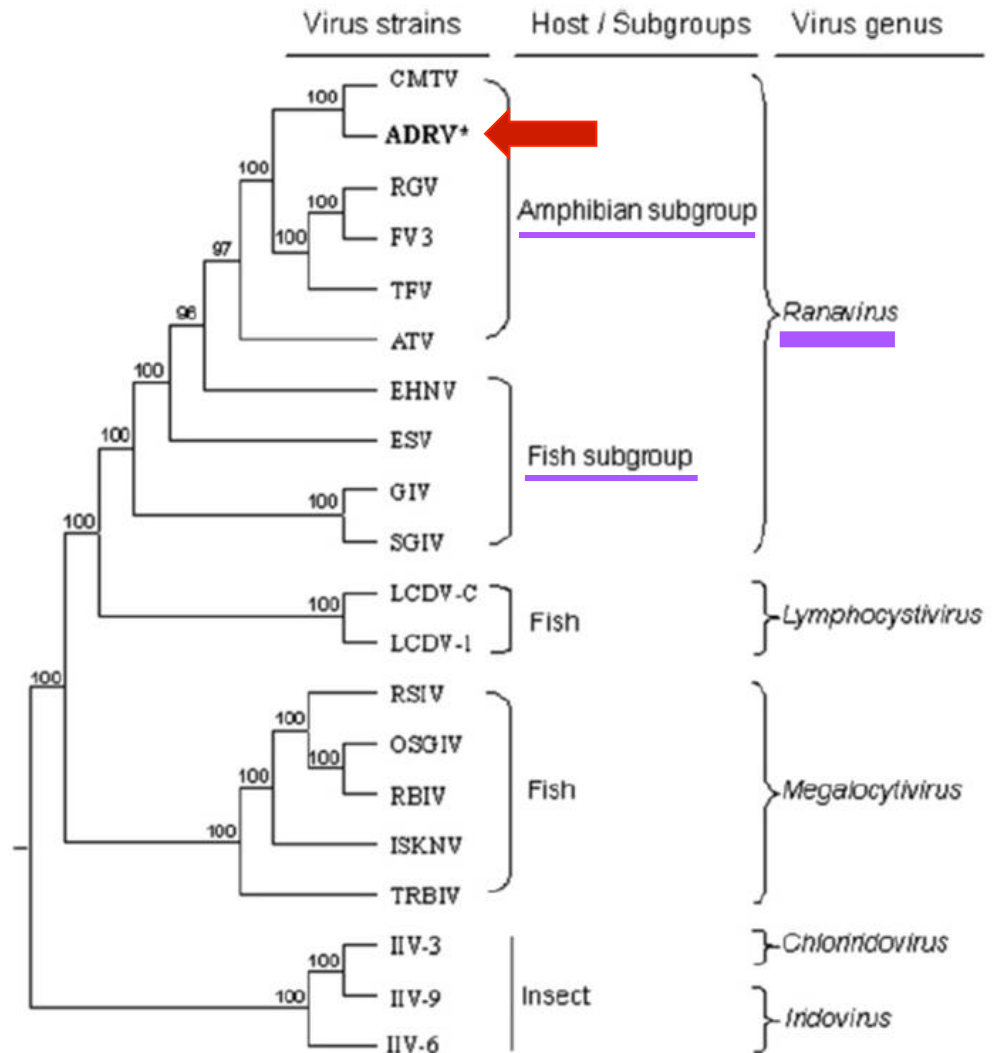 Virus strains Host / Subgroups Virus genus
CMTV
100
ADRV*
100
RGV
100
Amphibian subgroup
100
FV3
97
TFV
Ranavirus
ATV
100
EHNV
100
ESV
Fish subgroup
GIV
100
100
SGIV
LCDV-C
100
Fish
Lymphocystivirus
LCDV-1
100
RSIV
100
OSGIV
100
100
RBIV
Fish
Megalocytivirus
100
ISKNV
TRBIV
IIV-3
Chloriridovirus
100
100
IIV-9
Insect
Iridovirus
IIV-6